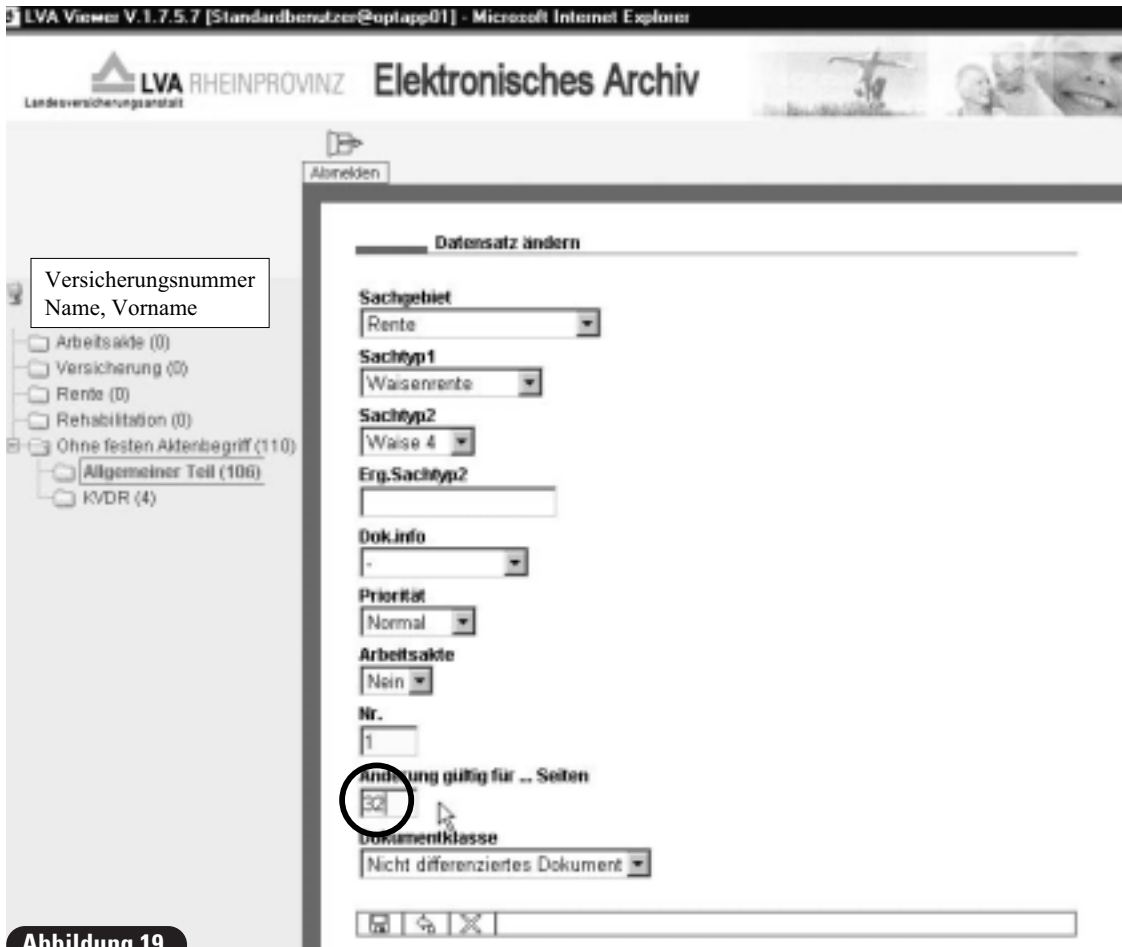 LVA Viewer V.1.7.5.7 [Standardbenutzer@optapp01] - Microsoft Internet Explorer
LVA RHEINPROVINZ
Landesversicherungsanstalt
Elektronisches Archiv
Abmelden
Datensatz ändern
Versicherungsnummer
Name, Vorname
Arbeitsakte (0)
Versicherung (0)
Rente (0)
Rehabilitation (0)
Ohne festen Aktenbegriff (110)
Allgemeiner Teil (106)
KVDR (4)
Sachgebiet
Rente
Sachtyp1
Waisenrente
Sachtyp2
Waise 4
Erg.Sachtyp2
Dok.info
-
Priorität
Normal
Arbeitsakte
Nein
Nr.
1
Änderung gültig für ... Seiten
32
Dokumentklasse
Nicht differenziertes Dokument
Abbildung 19